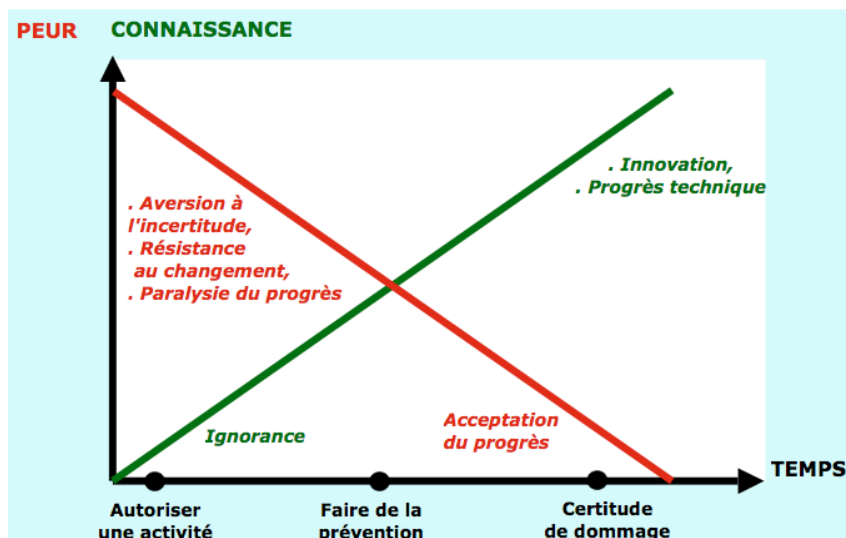 PEUR CONNAISSANCE
. Innovation,
. Progrès technique
. Aversion à
l'incertitude,
. Résistance
au changement,
. Paralysie du progrès
Ignorance
Acceptation
du progrès
TEMPS
Autoriser
une activité
Faire de la
prévention
Certitude
de dommage